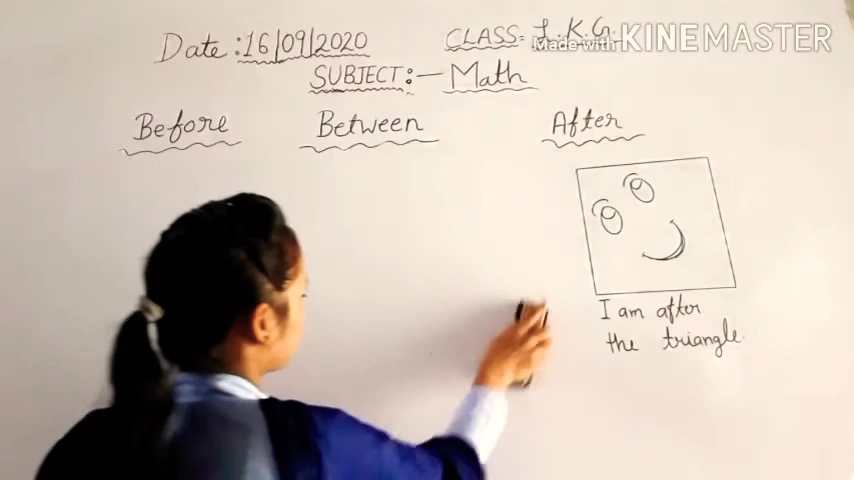 Date :16/09/2020 CLASS= L.K.G.
Made with KINEMASTER
SUBJECT:- Math
Before Between After
I am after
the triangle.